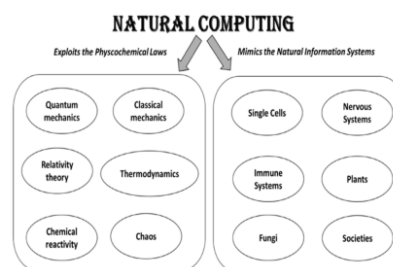 NATURAL COMPUTING
Exploits the Physcochemical Laws
Mimics the Natural Information Systems
Quantum
mechanics
Classical
mechanics
Relativity
theory
Thermodynamics
Chemical
reactivity
Chaos
Single Cells
Nervous
Systems
Immune
Systems
Plants
Fungi
Societies